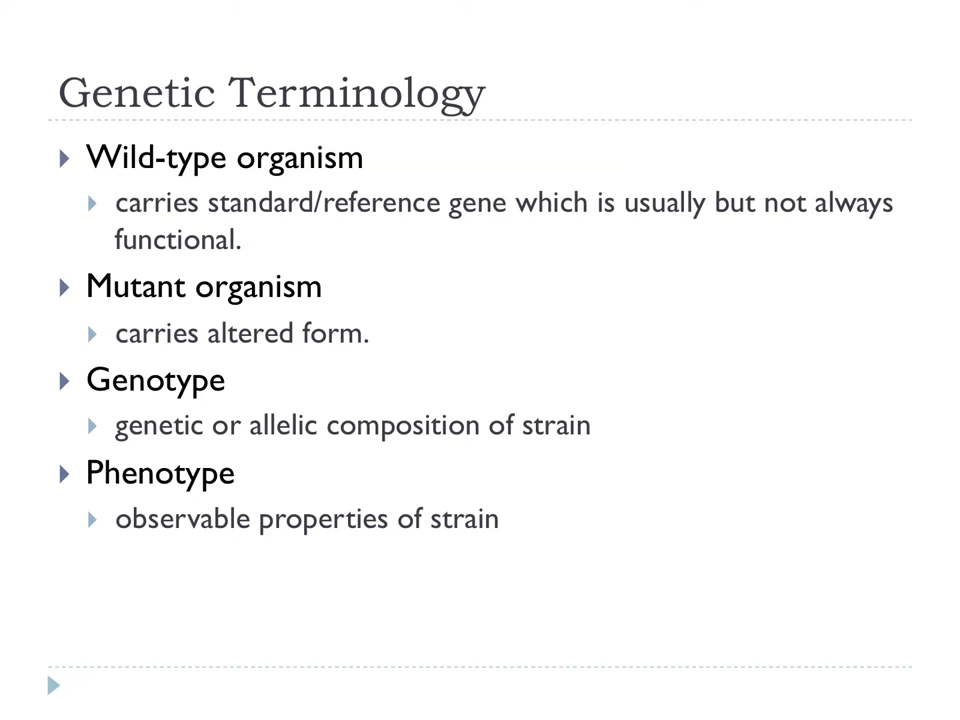 Genetic Terminology
Wild-type organism
carries standard/reference gene which is usually but not always
functional.
Mutant organism
carries altered form.
Genotype
genetic or allelic composition of strain
Phenotype
observable properties of strain